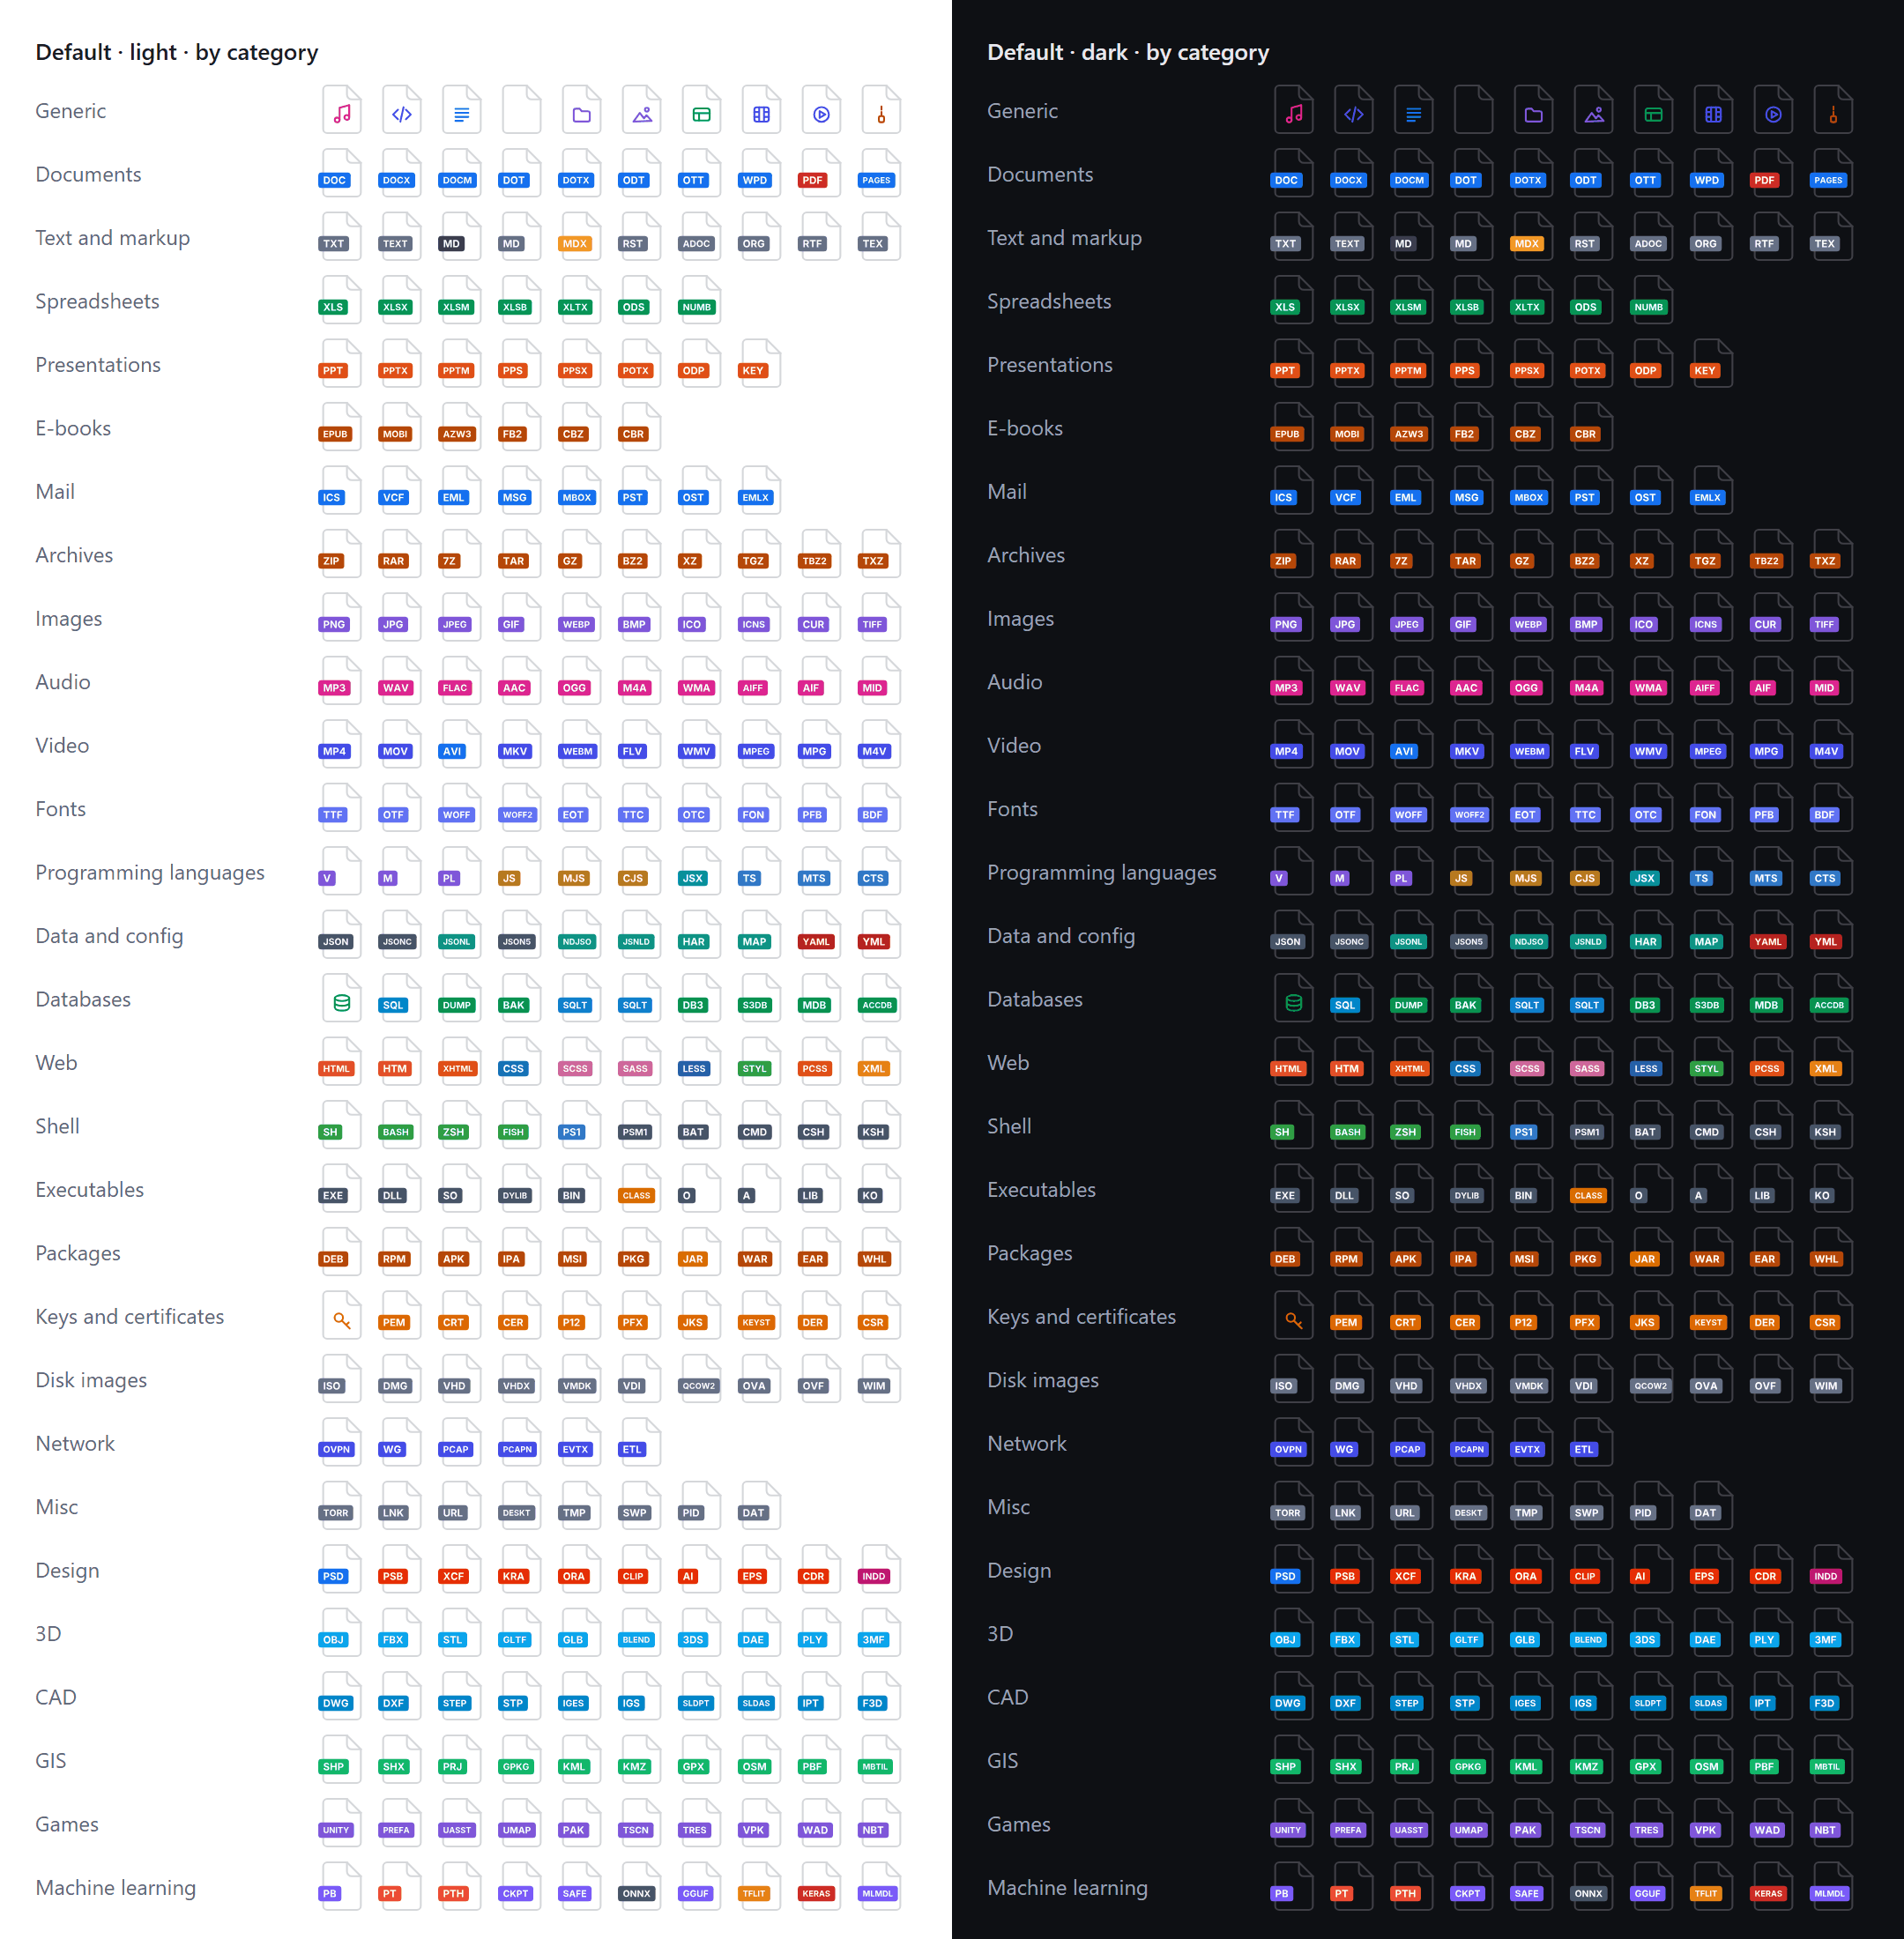 Default · light · by category
Generic
Documents DOC DOCX DOCM DOT DOTX ODT OTT WPD PDF PAGES
Text and markup TXT TEXT MD MD MDX RST ADOC ORG RTF TEX
Spreadsheets XLS XLSX XLSM XLSB XLTX ODS NUMB
Presentations PPT PPTX PPTM PPS PPSX POTX ODP KEY
E-books EPUB MOBI AZW3 FB2 CBZ CBR
Mail ICS VCF EML MSG MBOX PST OST EMLX
Archives ZIP RAR 7Z TAR GZ BZ2 XZ TGZ TBZ2 TXZ
Images PNG JPG JPEG GIF WEBP BMP ICO ICNS CUR TIFF
Audio MP3 WAV FLAC AAC OGG M4A WMA AIFF AIF MID
Video MP4 MOV AVI MKV WEBM FLV WMV MPEG MPG M4V
Fonts TTF OTF WOFF WOFF2 EOT TTC OTC FON PFB BDF
Programming languages V M PL JS MJS CJS JSX TS MTS CTS
Data and config JSON JSONC JSONL JSON5 NDJSO JSNLD HAR MAP YAML YML
Databases SQL DUMP BAK SQLT SQLT DB3 S3DB MDB ACCDB
Web HTML HTM XHTML CSS SCSS SASS LESS STYL PCSS XML
Shell SH BASH ZSH FISH PS1 PSM1 BAT CMD CSH KSH
Executables EXE DLL SO DYLIB BIN CLASS O A LIB KO
Packages DEB RPM APK IPA MSI PKG JAR WAR EAR WHL
Keys and certificates PEM CRT CER P12 PFX JKS KEYST DER CSR
Disk images ISO DMG VHD VHDX VMDK VDI QCOW2 OVA OVF WIM
Network OVPN WG PCAP PCAPN EVTX ETL
Misc TORR LNK URL DESKT TMP SWP PID DAT
Design PSD PSB XCF KRA ORA CLIP AI EPS CDR INDD
3D OBJ FBX STL GLTF GLB BLEND 3DS DAE PLY 3MF
CAD DWG DXF STEP STP IGES IGS SLDPT SLDAS IPT F3D
GIS SHP SHX PRJ GPKG KML KMZ GPX OSM PBF MBTIL
Games UNITY PREFA UASST UMAP PAK TSCN TRES VPK WAD NBT
Machine learning PB PT PTH CKPT SAFE ONNX GGUF TFLIT KERAS MLMDL
Default · dark · by category
Generic
Documents DOC DOCX DOCM DOT DOTX ODT OTT WPD PDF PAGES
Text and markup TXT TEXT MD MD MDX RST ADOC ORG RTF TEX
Spreadsheets XLS XLSX XLSM XLSB XLTX ODS NUMB
Presentations PPT PPTX PPTM PPS PPSX POTX ODP KEY
E-books EPUB MOBI AZW3 FB2 CBZ CBR
Mail ICS VCF EML MSG MBOX PST OST EMLX
Archives ZIP RAR 7Z TAR GZ BZ2 XZ TGZ TBZ2 TXZ
Images PNG JPG JPEG GIF WEBP BMP ICO ICNS CUR TIFF
Audio MP3 WAV FLAC AAC OGG M4A WMA AIFF AIF MID
Video MP4 MOV AVI MKV WEBM FLV WMV MPEG MPG M4V
Fonts TTF OTF WOFF WOFF2 EOT TTC OTC FON PFB BDF
Programming languages V M PL JS MJS CJS JSX TS MTS CTS
Data and config JSON JSONC JSONL JSON5 NDJSO JSNLD HAR MAP YAML YML
Databases SQL DUMP BAK SQLT SQLT DB3 S3DB MDB ACCDB
Web HTML HTM XHTML CSS SCSS SASS LESS STYL PCSS XML
Shell SH BASH ZSH FISH PS1 PSM1 BAT CMD CSH KSH
Executables EXE DLL SO DYLIB BIN CLASS O A LIB KO
Packages DEB RPM APK IPA MSI PKG JAR WAR EAR WHL
Keys and certificates PEM CRT CER P12 PFX JKS KEYST DER CSR
Disk images ISO DMG VHD VHDX VMDK VDI QCOW2 OVA OVF WIM
Network OVPN WG PCAP PCAPN EVTX ETL
Misc TORR LNK URL DESKT TMP SWP PID DAT
Design PSD PSB XCF KRA ORA CLIP AI EPS CDR INDD
3D OBJ FBX STL GLTF GLB BLEND 3DS DAE PLY 3MF
CAD DWG DXF STEP STP IGES IGS SLDPT SLDAS IPT F3D
GIS SHP SHX PRJ GPKG KML KMZ GPX OSM PBF MBTIL
Games UNITY PREFA UASST UMAP PAK TSCN TRES VPK WAD NBT
Machine learning PB PT PTH CKPT SAFE ONNX GGUF TFLIT KERAS MLMDL